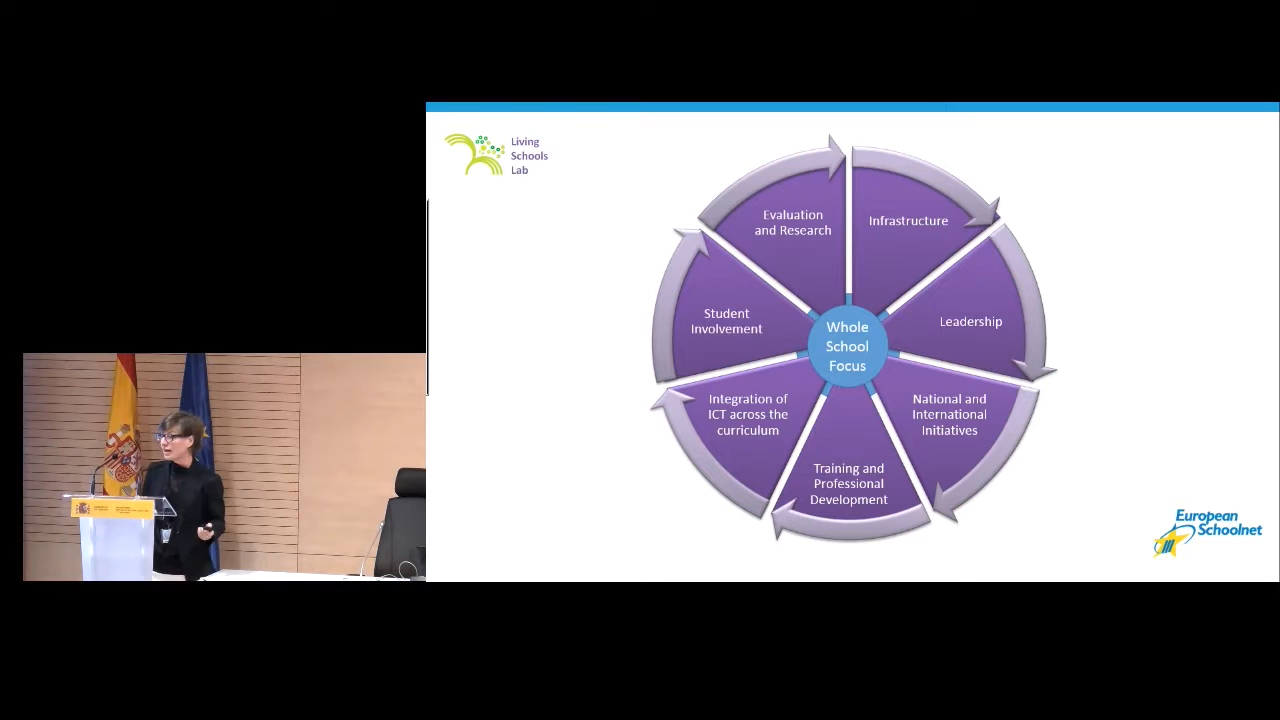 Living
Schools
Lab
Evaluation
and Research
Infrastructure
Student
Involvement
Leadership
Whole
School
Focus
Integration of
ICT across the
curriculum
National and
International
Initiatives
Training and
Professional
Development
European
Schoolnet